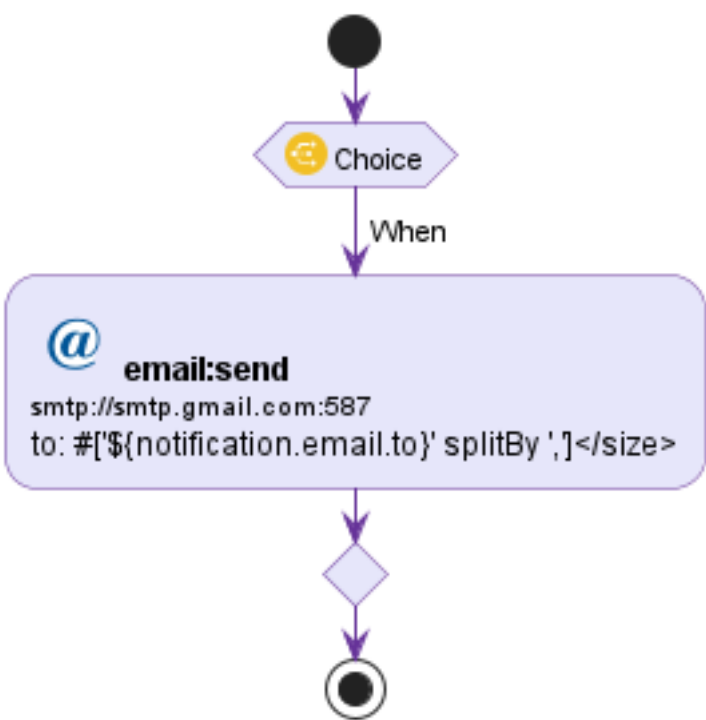 Choice
When
@
email:send
smtp://smtp.gmail.com:587
to: #['${notification.email.to}' splitBy ',']</size>